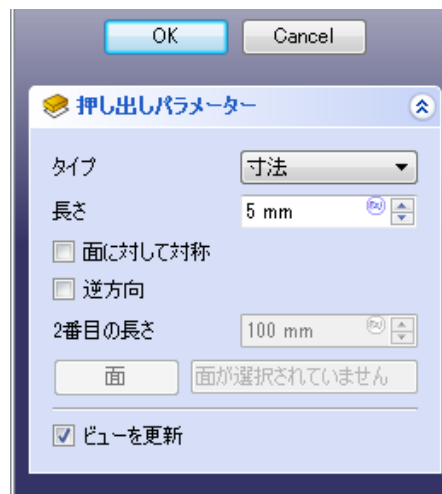 OK Cancel
押し出しパラメーター
タイプ 寸法
長さ 5 mm f(x)
面に対して対称
逆方向
2番目の長さ 100 mm f(x)
面 面が選択されていません
ビューを更新